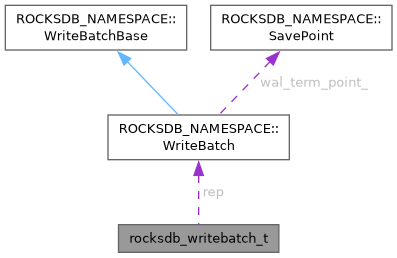 ROCKSDB_NAMESPACE::
WriteBatchBase
ROCKSDB_NAMESPACE::
SavePoint
wal_term_point_
ROCKSDB_NAMESPACE::
WriteBatch
rep
rocksdb_writebatch_t